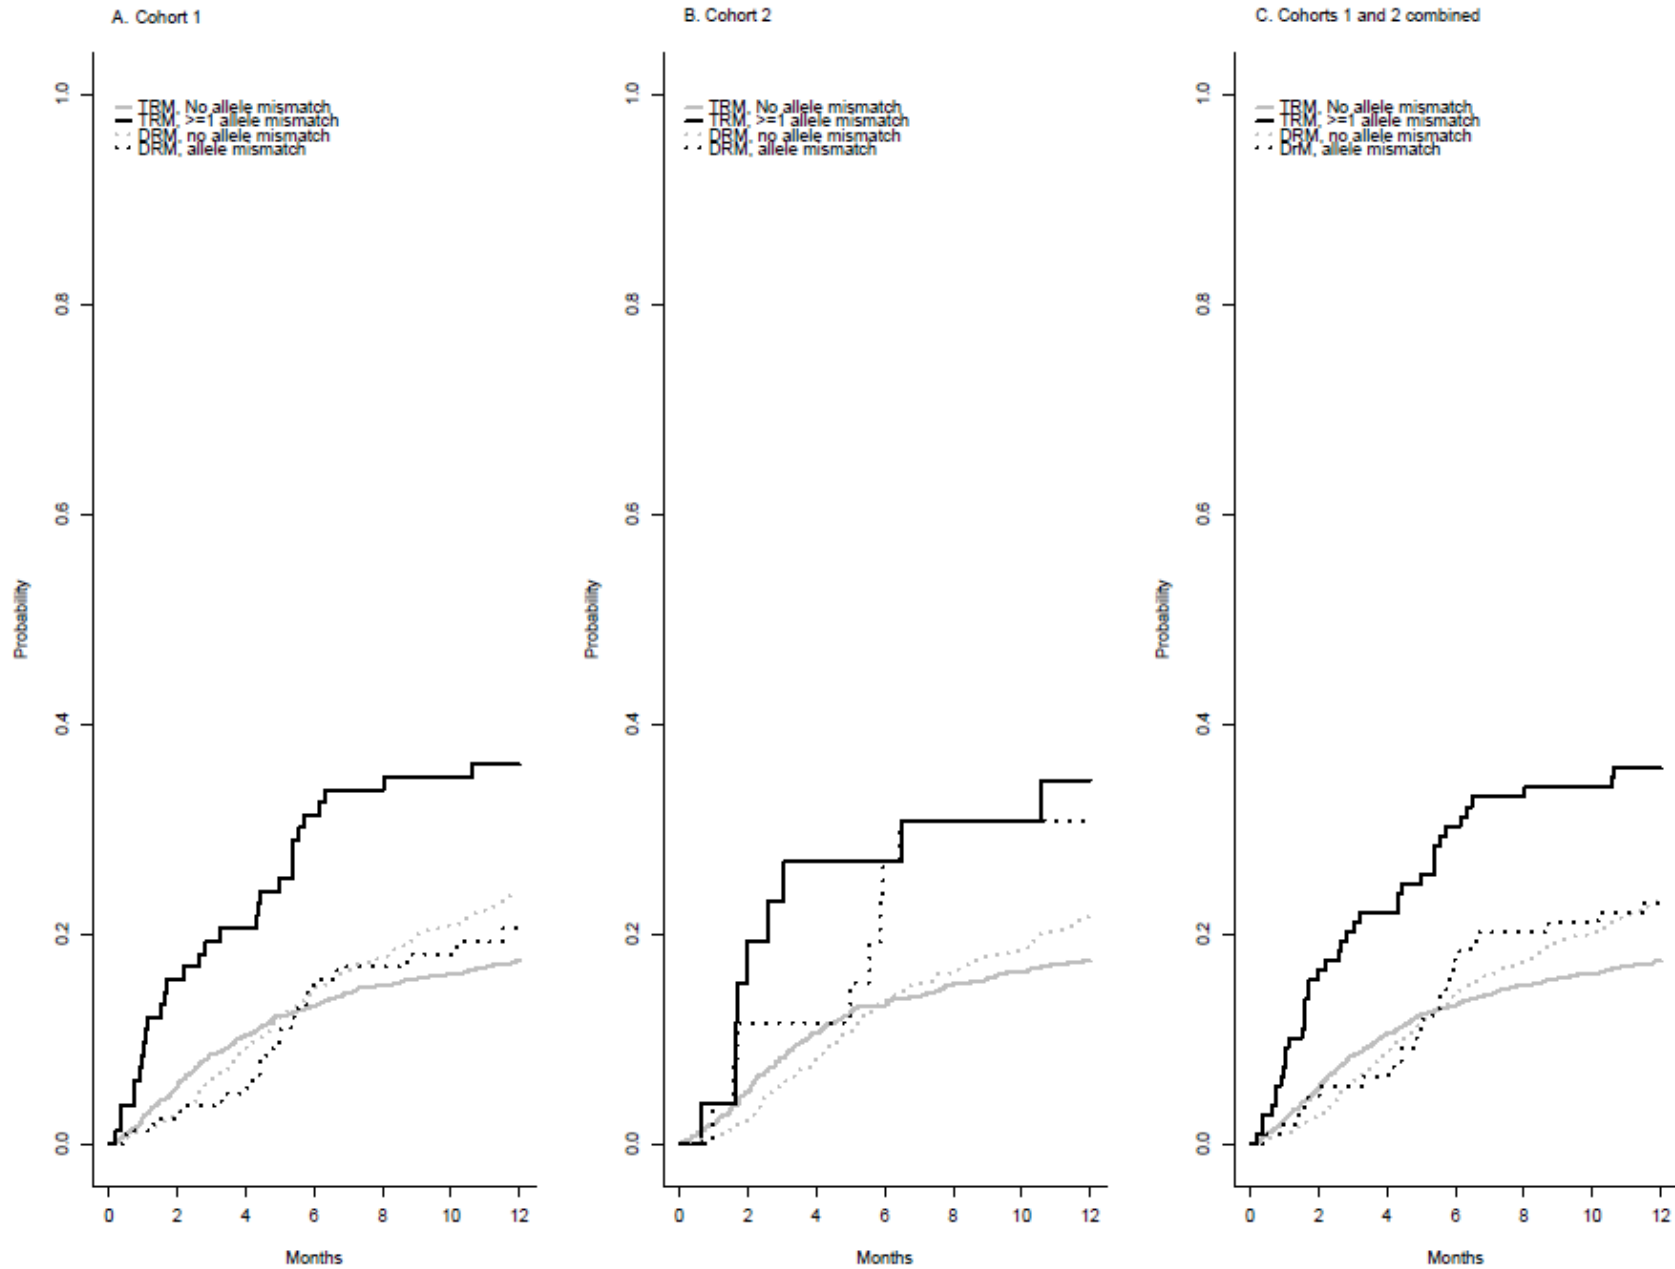 A. Cohort 1
TRM, No allele mismatch
TRM, >=1 allele mismatch
DRM, no allele mismatch
DRM, allele mismatch
1.0
0.8
0.6
0.4
0.2
0.0
Probability
0 2 4 6 8 10 12
Months
B. Cohort 2
TRM, No allele mismatch
TRM, >=1 allele mismatch
DRM, no allele mismatch
DRM, allele mismatch
1.0
0.8
0.6
0.4
0.2
0.0
Probability
0 2 4 6 8 10 12
Months
C. Cohorts 1 and 2 combined
TRM, No allele mismatch
TRM, >=1 allele mismatch
DRM, no allele mismatch
DrM, allele mismatch
1.0
0.8
0.6
0.4
0.2
0.0
Probability
0 2 4 6 8 10 12
Months